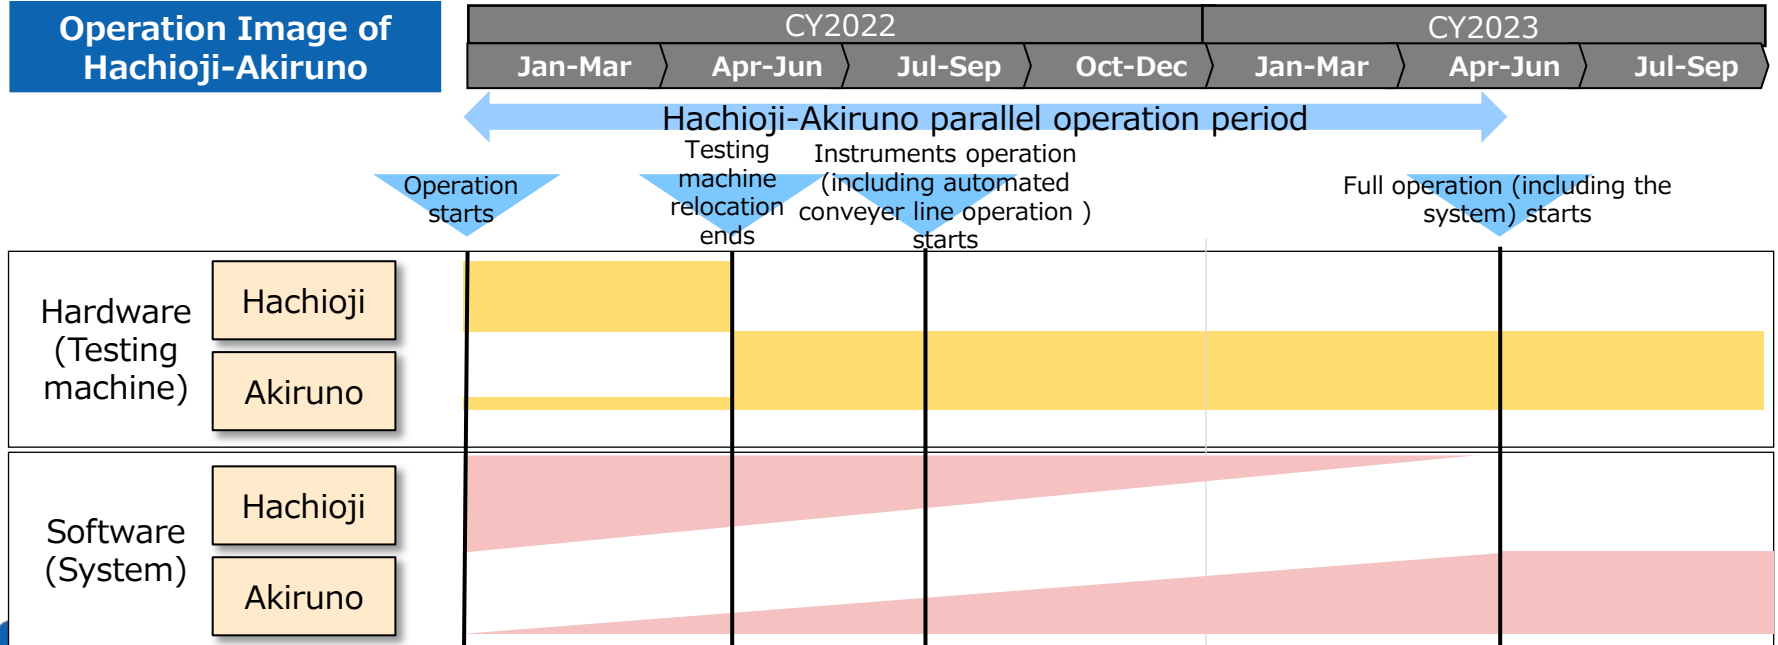 Operation Image of
Hachioji-Akiruno
CY2022
CY2023
Jan-Mar
Apr-Jun
Jul-Sep
Oct-Dec
Jan-Mar
Apr-Jun
Jul-Sep
Hachioji-Akiruno parallel operation period
Operation
starts
Testing
machine
relocation
ends
Instruments operation
(including automated
conveyer line operation )
starts
Full operation (including the
system) starts
Hardware
(Testing
machine)
Hachioji
Akiruno
Software
(System)
Hachioji
Akiruno